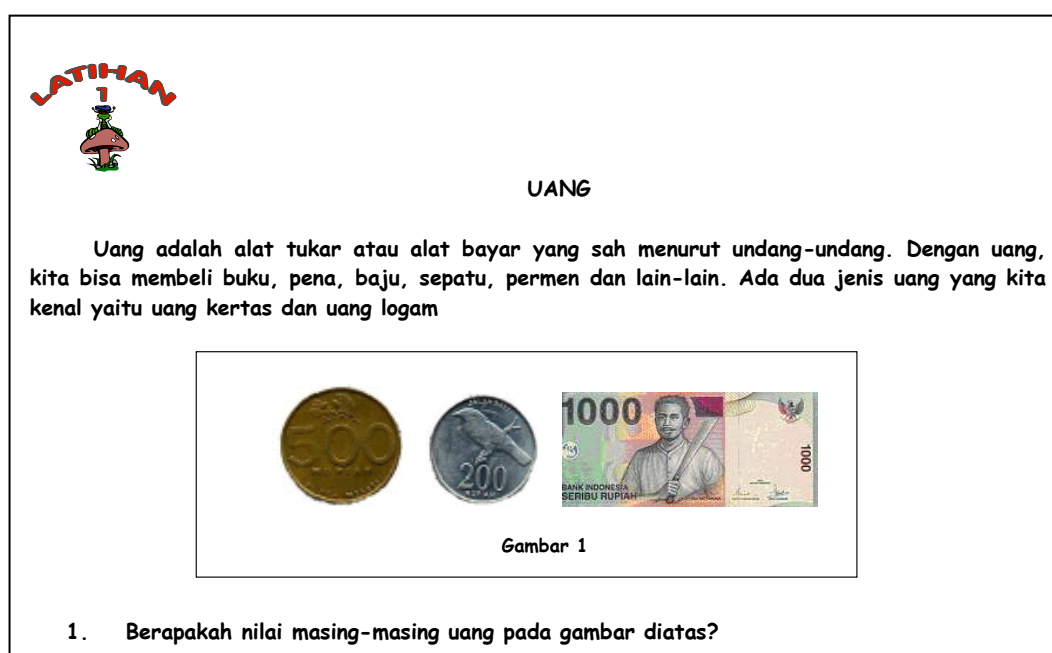 LATIHAN
1
UANG
Uang adalah alat tukar atau alat bayar yang sah menurut undang-undang. Dengan uang,
kita bisa membeli buku, pena, baju, sepatu, permen dan lain-lain. Ada dua jenis uang yang kita
kenal yaitu uang kertas dan uang logam
500
RUPIAH
200
RUPIAH
1000
BANK INDONESIA
SERIBU RUPIAH
1000
Gambar 1
1. Berapakah nilai masing-masing uang pada gambar diatas?